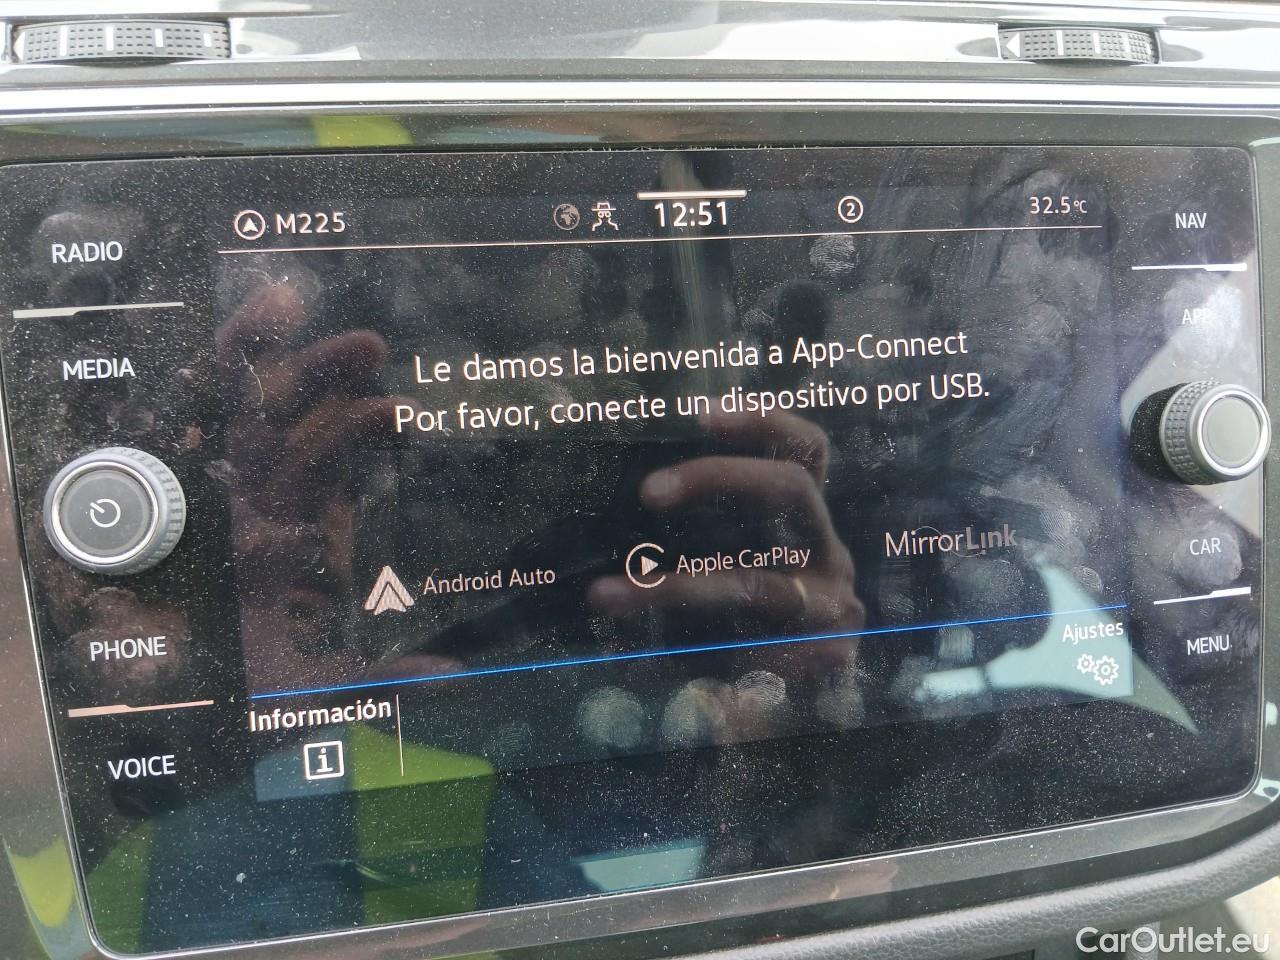 M225
12:51
2
32.5°C
RADIO
MEDIA
PHONE
VOICE
NAV
APP
CAR
MENU
Le damos la bienvenida a App-Connect
Por favor, conecte un dispositivo por USB.
Android Auto
Apple CarPlay
MirrorLink
Ajustes
Información
i
CarOutlet.eu